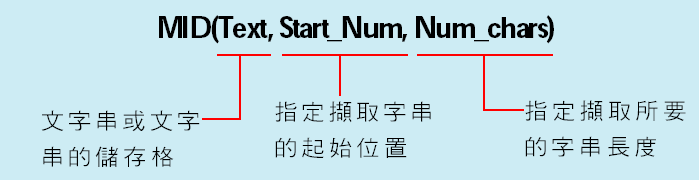 MID(Text, Start_Num, Num_chars)
文字串或文字
串的儲存格
指定擷取字串
的起始位置
指定擷取所要
的字串長度